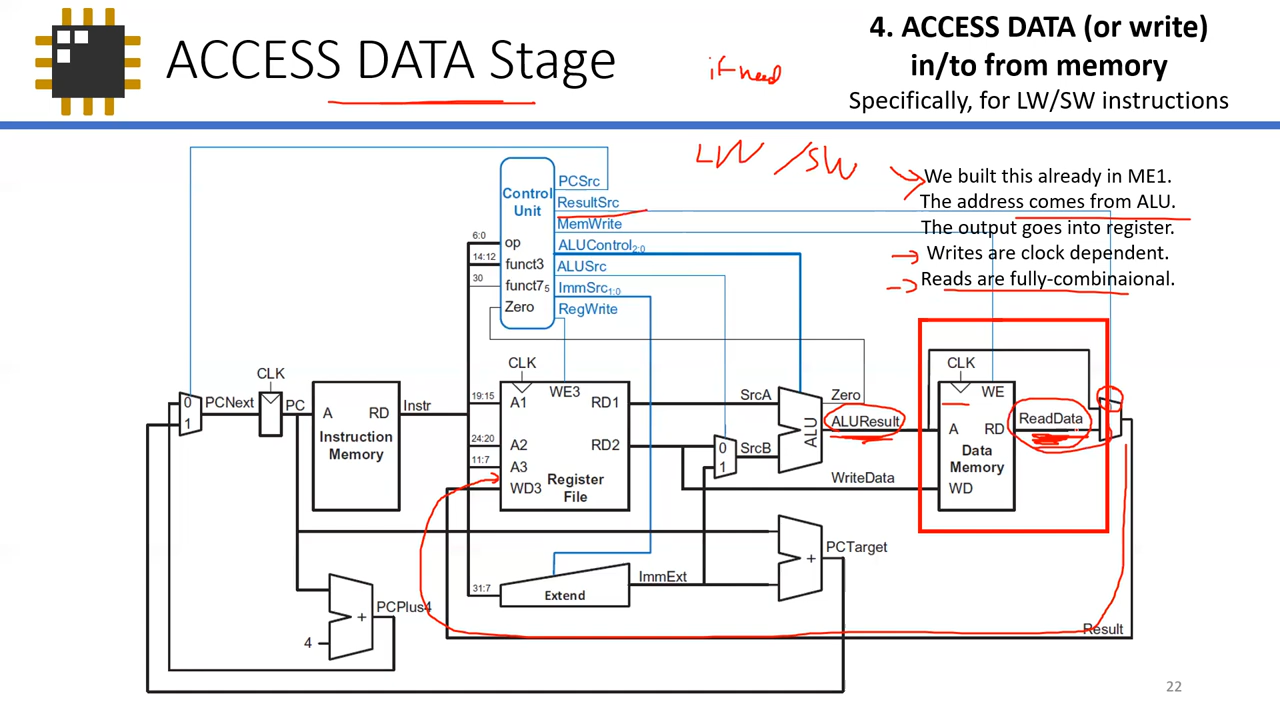 ACCESS DATA Stage
if need
4. ACCESS DATA (or write)
in/to from memory
Specifically, for LW/SW instructions
LW /SW
We built this already in ME1.
The address comes from ALU.
The output goes into register.
Writes are clock dependent.
Reads are fully-combinaional.
Control
Unit
PCSrc
ResultSrc
MemWrite
ALUControl2:0
ALUSrc
ImmSrc1:0
RegWrite
6:0
op
14:12
funct3
30
funct75
Zero
0
1
PCNext
CLK
PC
A
RD
Instruction
Memory
Instr
CLK
WE3
19:15
A1
RD1
24:20
A2
RD2
11:7
A3
WD3
Register
File
SrcA
0
1
SrcB
ALU
Zero
ALUResult
WriteData
CLK
WE
A
RD
Data
Memory
WD
ReadData
+
PCTarget
31:7
Extend
ImmExt
+
PCPlus4
4
Result
22